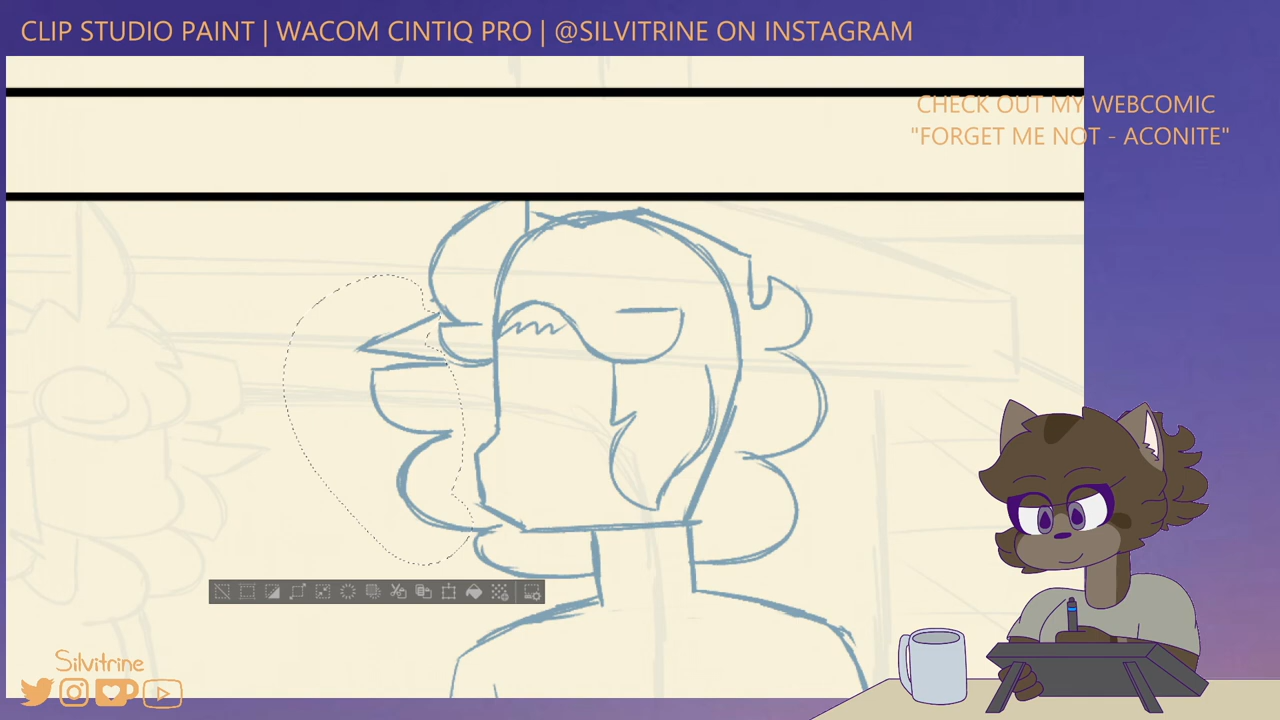 CLIP STUDIO PAINT | WACOM CINTIQ PRO | @SILVITRINE ON INSTAGRAM
CHECK OUT MY WEBCOMIC
"FORGET ME NOT - ACONITE"
Silvitrine